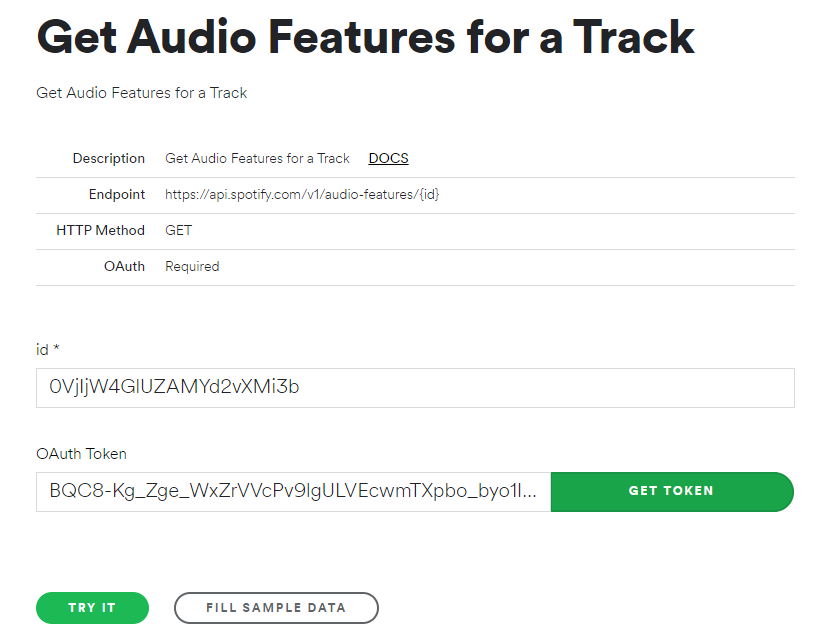 Get Audio Features for a Track
Get Audio Features for a Track
Description Get Audio Features for a Track DOCS
Endpoint https://api.spotify.com/v1/audio-features/{id}
HTTP Method GET
OAuth Required
id *
0VjIjW4GlUZAMYd2vXMi3b
OAuth Token
BQC8-Kg_Zge_WxZrVVcPv9IgULVEcwmTXpbo_byo1l... GET TOKEN
TRY IT FILL SAMPLE DATA